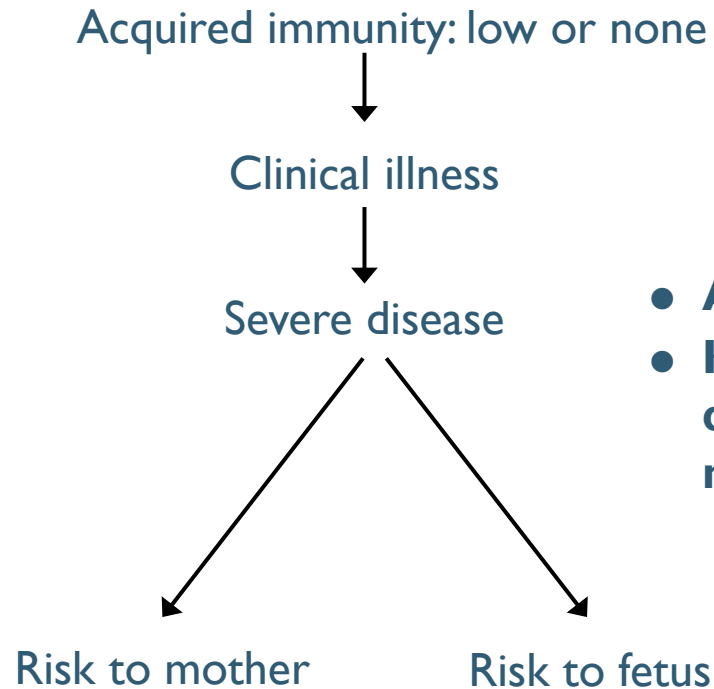 Acquired immunity: low or none
Clinical illness
Severe disease
Risk to mother
Risk to fetus